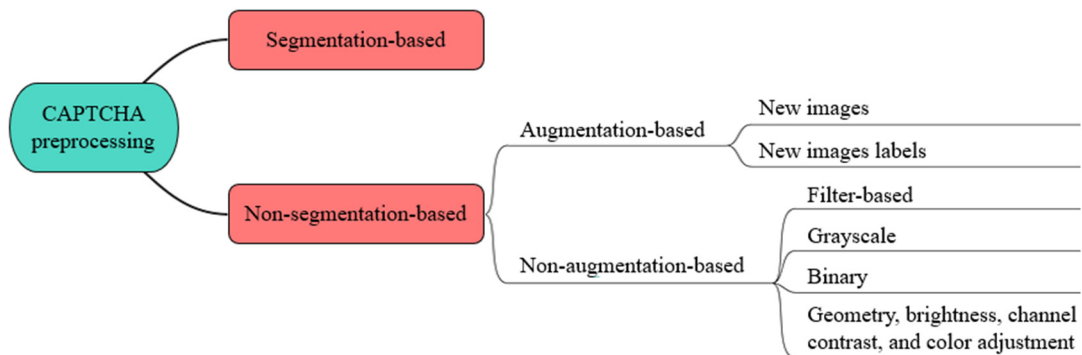 CAPTCHA
preprocessing
Segmentation-based
Non-segmentation-based
Augmentation-based
New images
New images labels
Non-augmentation-based
Filter-based
Grayscale
Binary
Geometry, brightness, channel
contrast, and color adjustment